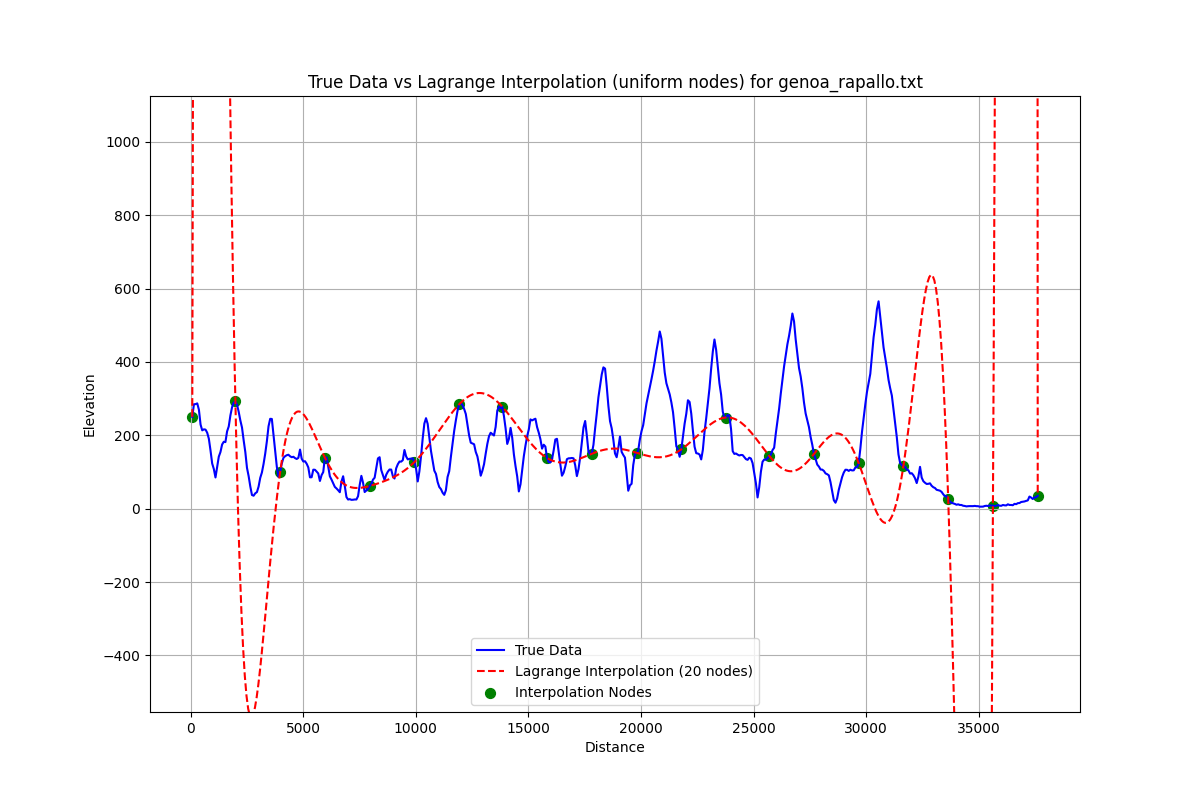 True Data vs Lagrange Interpolation (uniform nodes) for genoa_rapallo.txt
Elevation
1000
800
600
400
200
0
−200
−400
True Data
Lagrange Interpolation (20 nodes)
Interpolation Nodes
0 5000 10000 15000 20000 25000 30000 35000
Distance